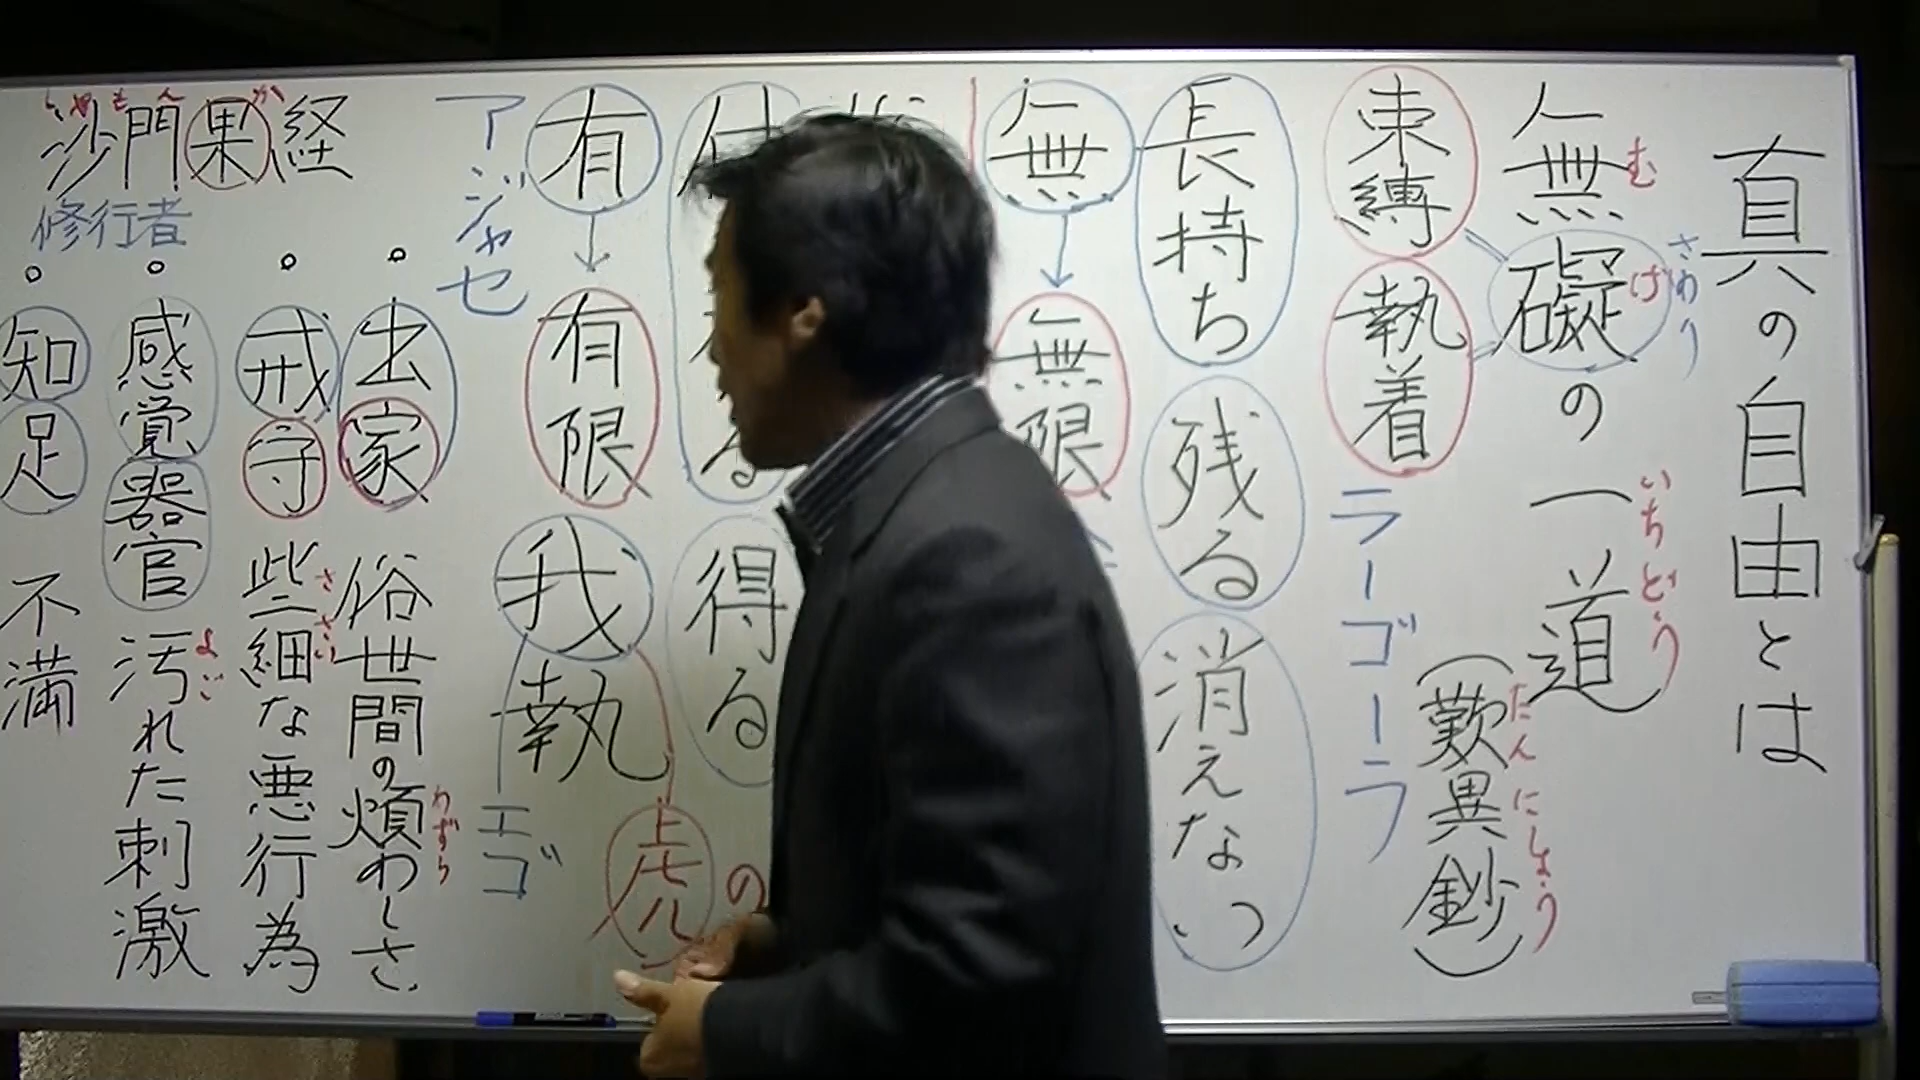 真の自由とは
無礙の一道
む
げ
さわり
いちどう
(歎異鈔)
たんにしょう
束縛
執着
ラーゴーラ
長持ち
残る
消えない
無
無限
得る
有
有限
我執
エゴ
虎の
アジャセ
沙門果経
しゃもん
か
修行者
。出家
俗世間の煩わしさ
わずら
。戒守
些細な悪行為
ささい
。感覚器官
汚れた刺激
よご
。知足
不満